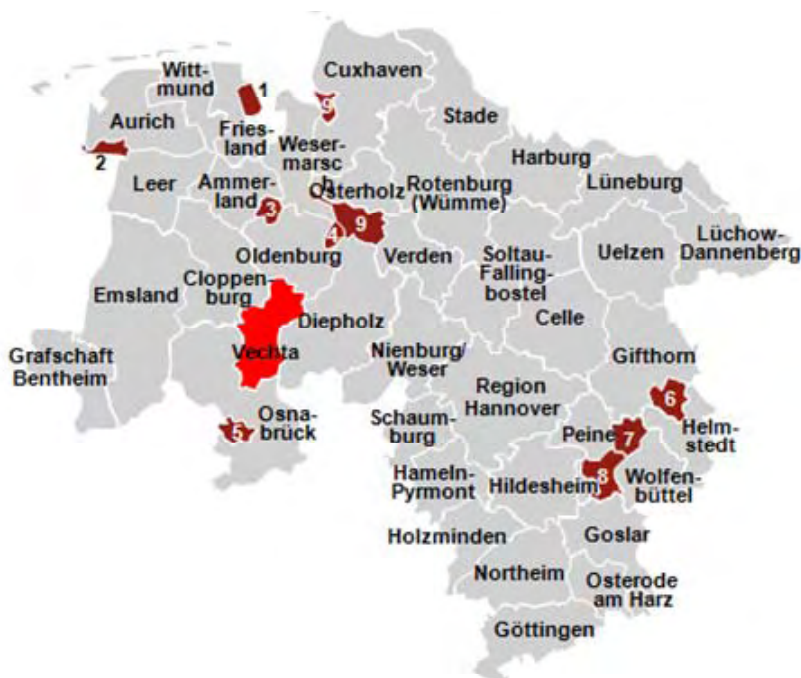 Witt-
mund
1
Cuxhaven
9
Stade
Aurich
Fries-
land
2
Weser-
marsc
h
Harburg
Leer
Ammer-
land
3
Osterholz
Rotenburg
(Wümme)
Lüneburg
4
9
Oldenburg
Verden
Soltau-
Falling-
bostel
Uelzen
Lüchow-
Dannenberg
Emsland
Cloppen-
burg
Diepholz
Celle
Grafschaft
Bentheim
Vechta
Nienburg/
Weser
Gifthorn
Region
Hannover
6
5
Osna-
brück
Schaum-
burg
Peine
7
Helm-
stedt
Hameln-
Pyrmont
Hildesheim
8
Wolfen-
büttel
Holzminden
Goslar
Northeim
Osterode
am Harz
Göttingen